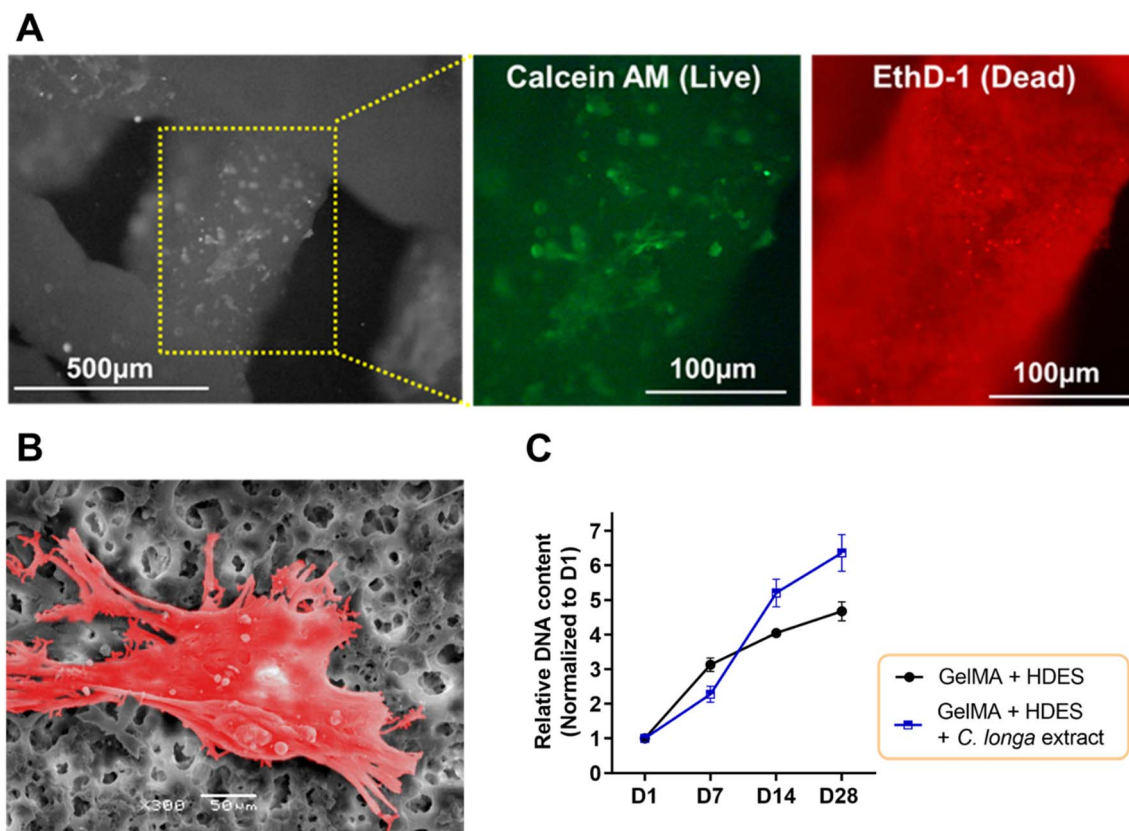 A
Calcein AM (Live)
EthD-1 (Dead)
500μm
100μm
100μm
B
X300 50μm
C
Relative DNA content
(Normalized to D1)
7
6
5
4
3
2
1
0
D1 D7 D14 D28
GelMA + HDES
GelMA + HDES
+ C. longa extract